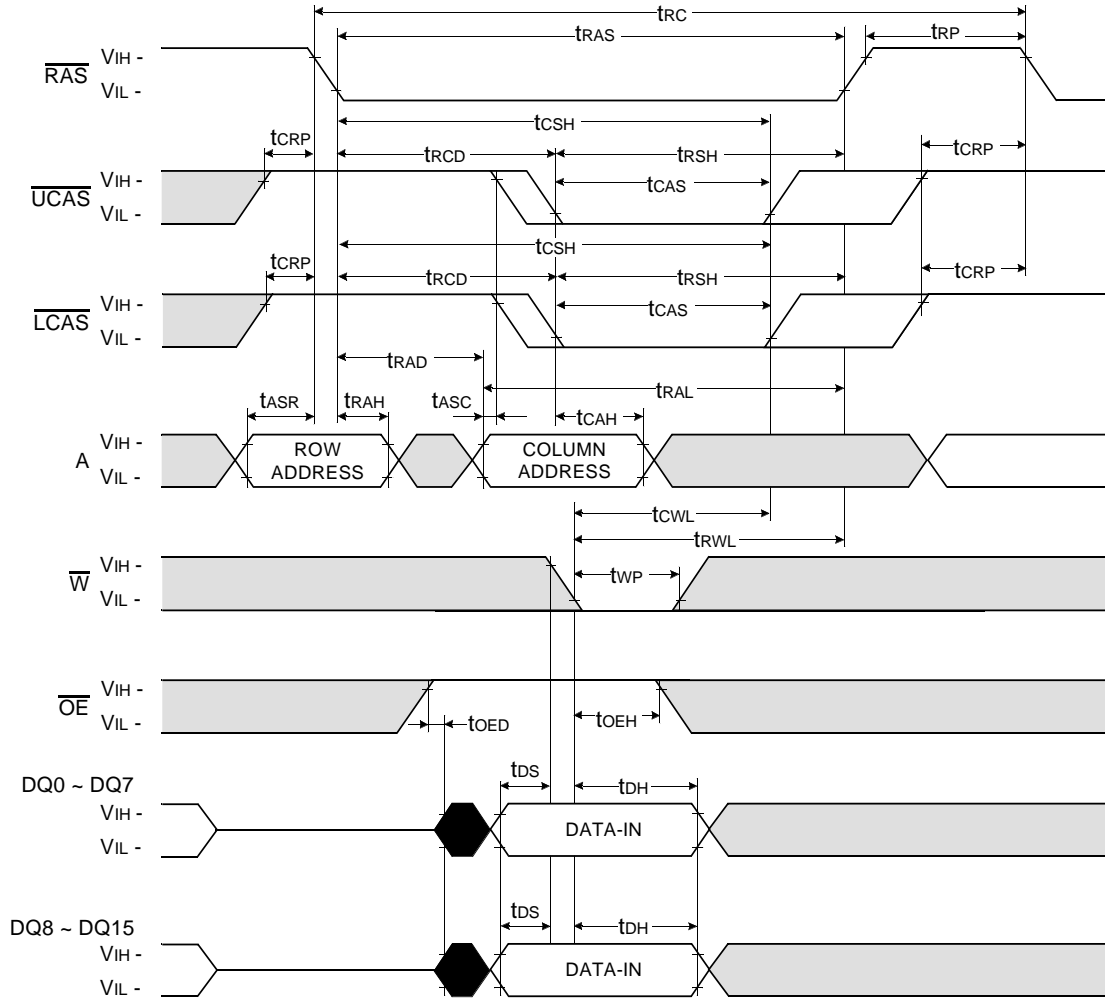 tRC
tRAS
tRP
RAS
VIH -
VIL -
tCSH
tCRP
tRCD
tRSH
tCRP
UCAS
VIH -
VIL -
tCAS
tCSH
tCRP
tRCD
tRSH
tCRP
LCAS
VIH -
VIL -
tCAS
tRAD
tRAL
tASR
tRAH
tASC
tCAH
A
VIH -
VIL -
ROW
ADDRESS
COLUMN
ADDRESS
tCWL
tRWL
W
VIH -
VIL -
tWP
OE
VIH -
VIL -
tOED
tOEH
DQ0 ~ DQ7
VIH -
VIL -
tDS
tDH
DATA-IN
DQ8 ~ DQ15
VIH -
VIL -
tDS
tDH
DATA-IN